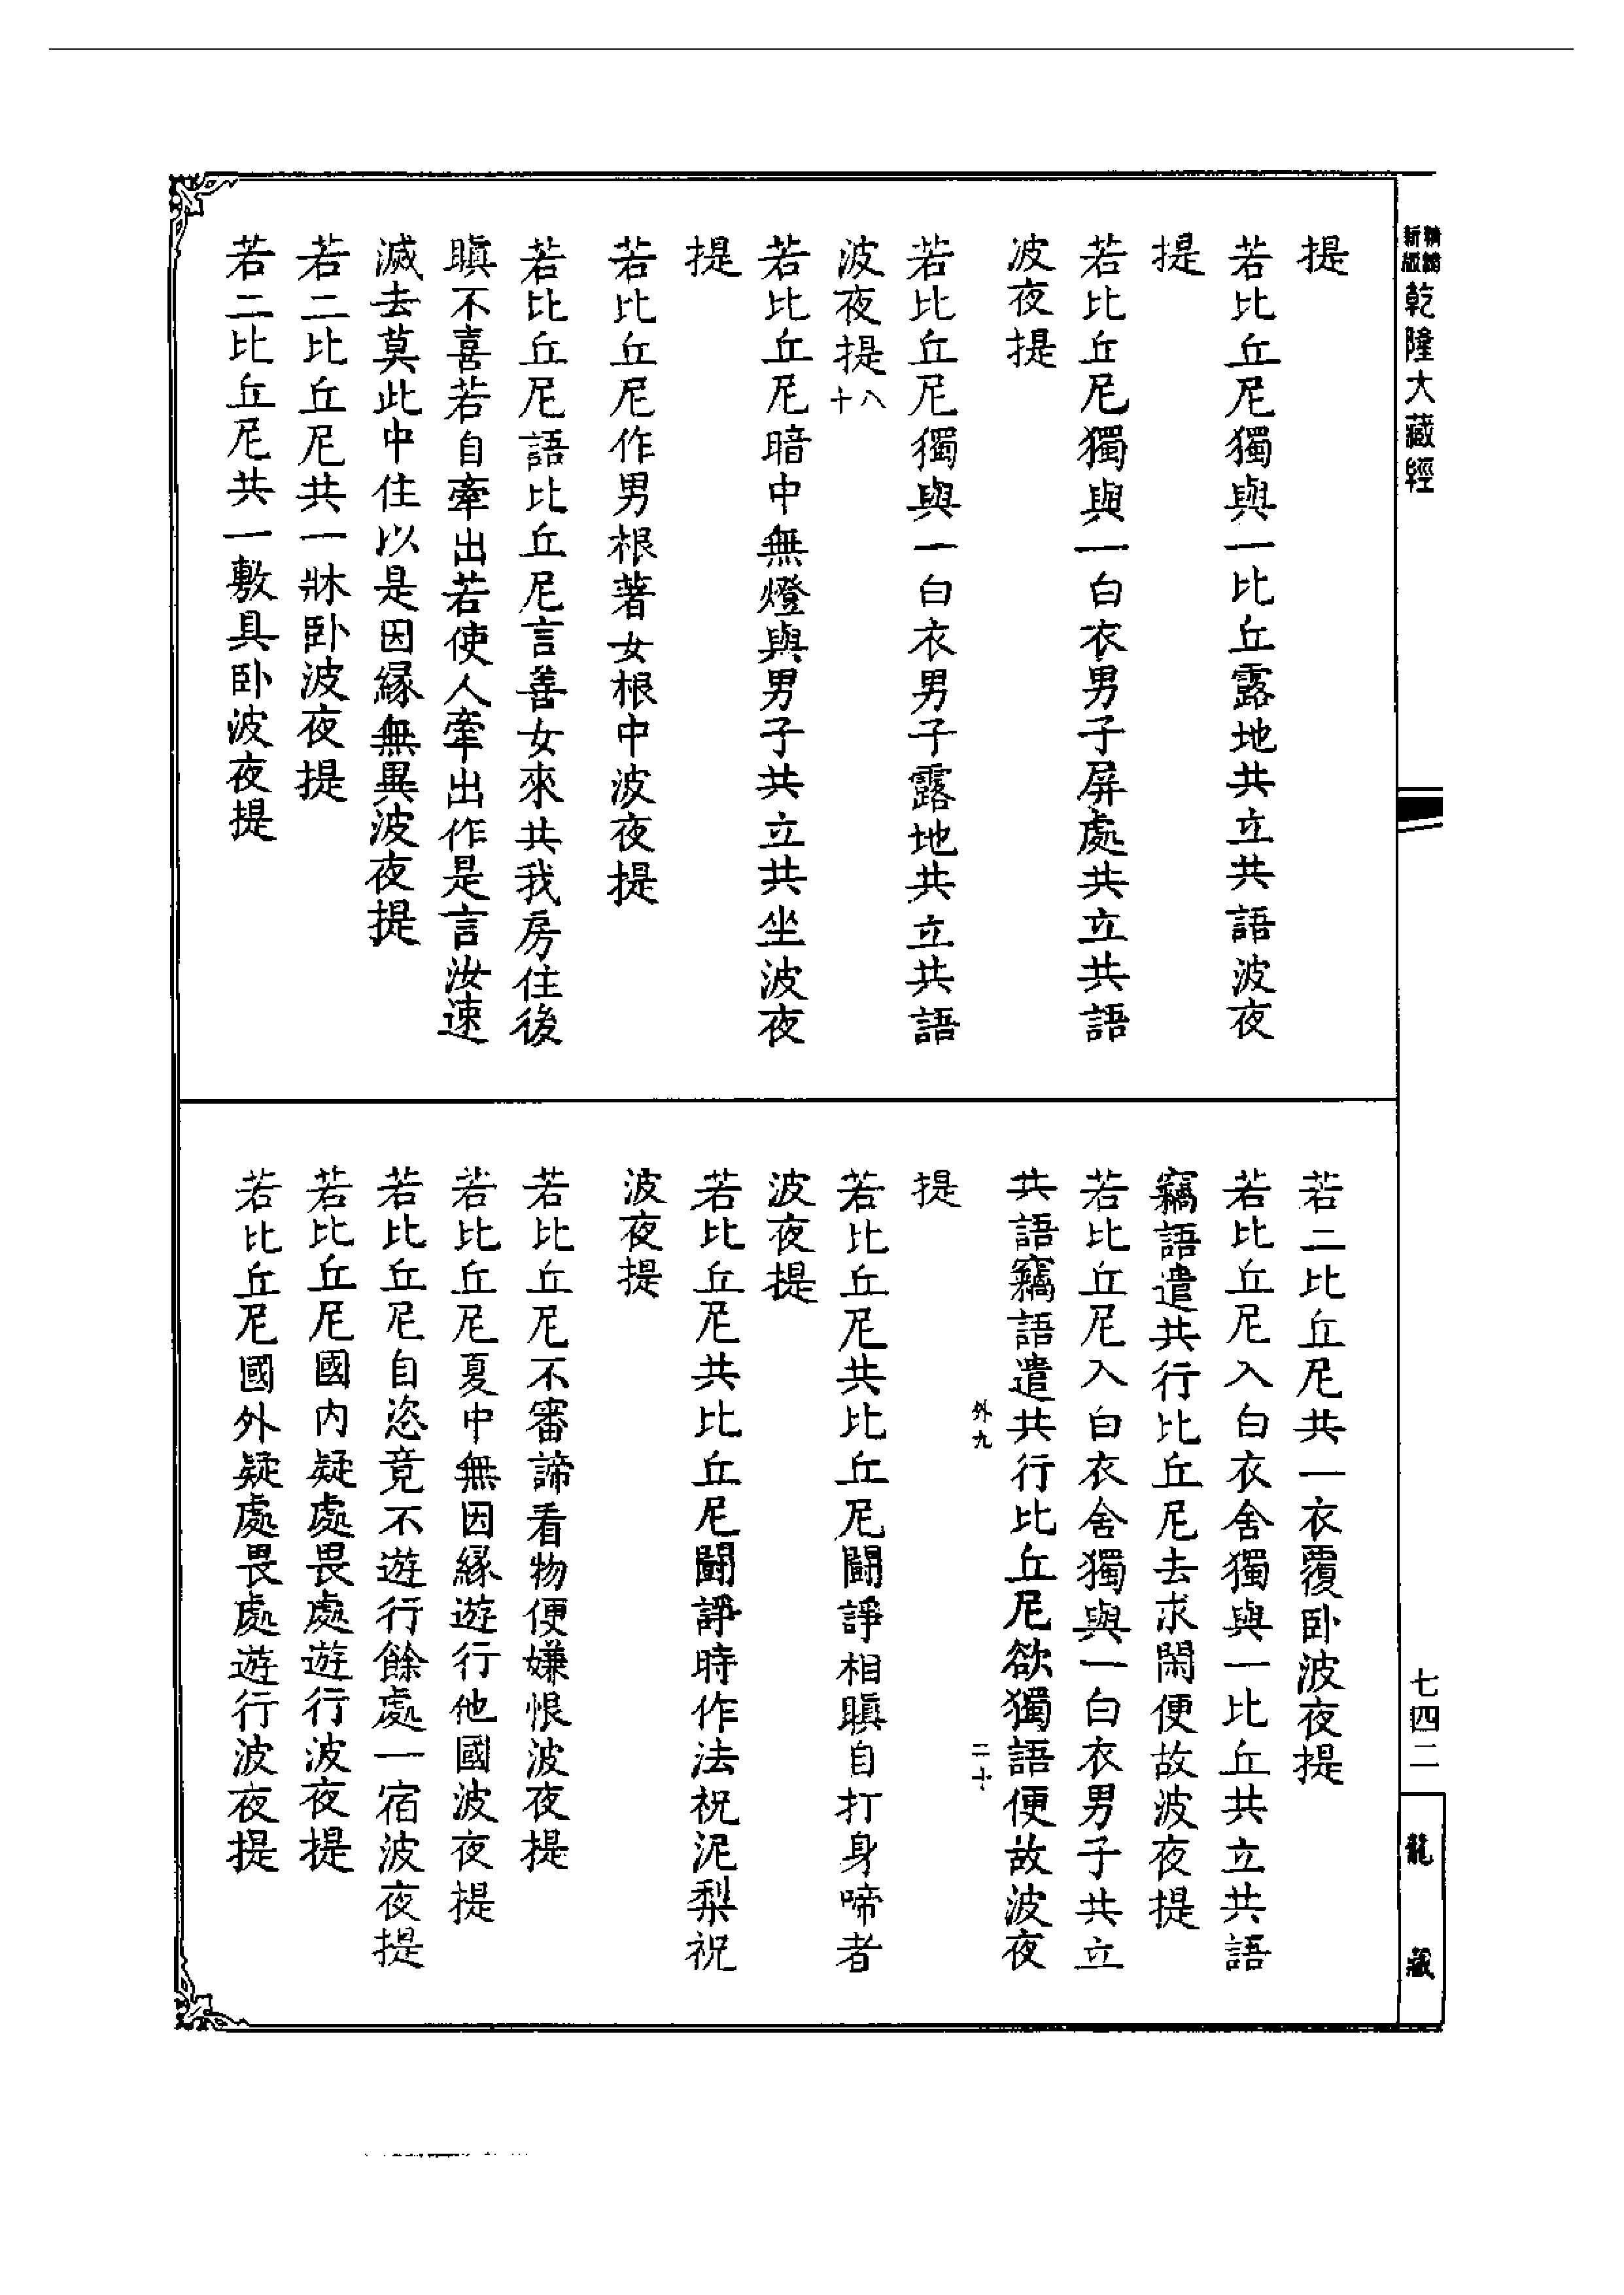 精繕新版乾隆大藏經
提
若比丘尼獨與一比丘露地共立共語波夜
提
若比丘尼獨與一白衣男子屏處共立共語
波夜提
若比丘尼獨與一白衣男子露地共立共語
波夜提八十
若比丘尼暗中無燈與男子共立共坐波夜
提
若比丘尼作男根著女根中波夜提
若比丘尼語比丘尼言善女來共我房住後
瞋不喜若自牽出若使人牽出作是言汝速
滅去莫此中住以是因緣無異波夜提
若二比丘尼共一牀卧波夜提
若二比丘尼共一敷具卧波夜提
若二比丘尼共一衣覆卧波夜提
若比丘尼入白衣舍獨與一比丘共立共語
竊語遣共行比丘尼去求閑便故波夜提
若比丘尼入白衣舍獨與一白衣男子共立
共語竊語遣共行比丘尼欲獨語便故波夜
外九
二十
提
若比丘尼共比丘尼鬪諍相瞋自打身啼者
波夜提
若比丘尼共比丘尼鬪諍時作法祝泥梨祝
波夜提
若比丘尼不審諦看物便嫌恨波夜提
若比丘尼夏中無因緣遊行他國波夜提
若比丘尼自恣竟不遊行餘處一宿波夜提
若比丘尼國内疑處畏處遊行波夜提
若比丘尼國外疑處畏處遊行波夜提
七四二
龍藏